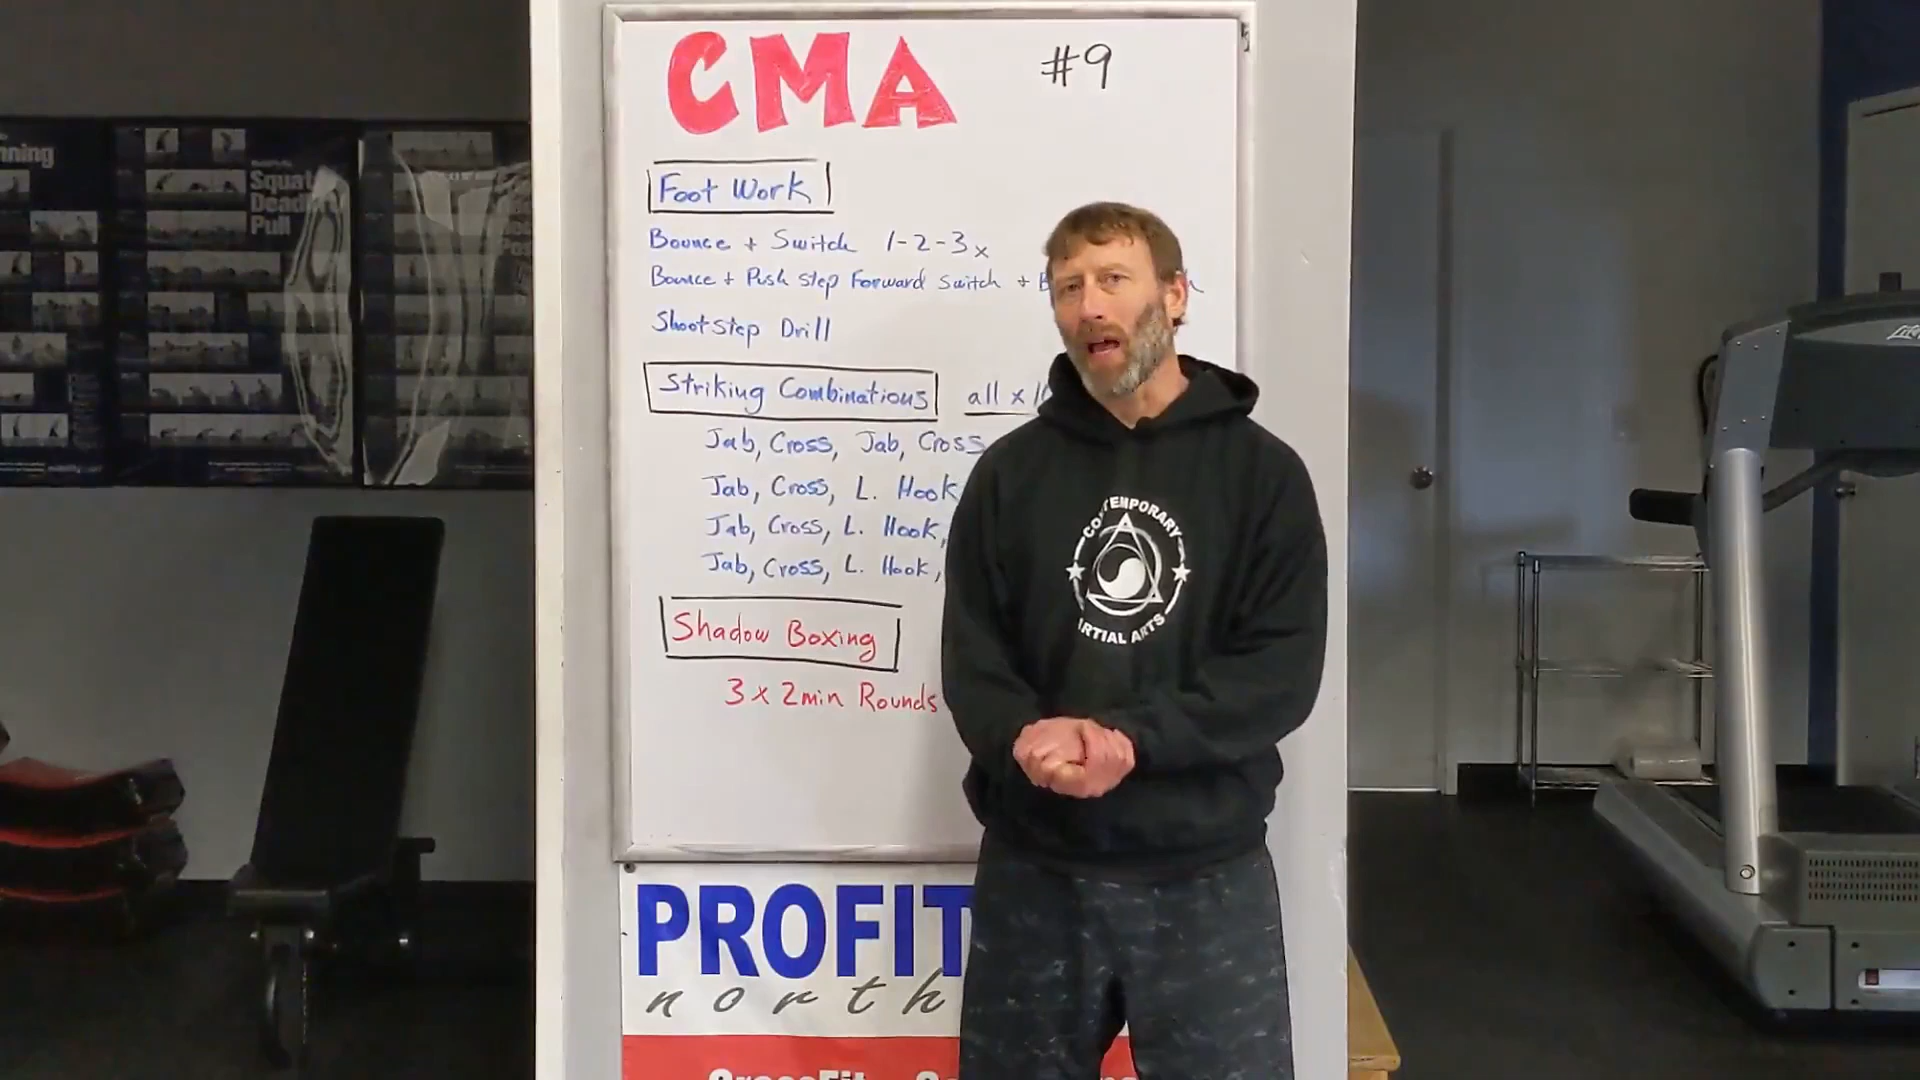 CMA #9
Foot Work
Bounce + Switch 1-2-3x
Bounce + Push step Forward Switch +
Shoot step Drill
Striking Combinations all x
Jab, Cross, Jab, Cross
Jab, Cross, L. Hook
Jab, Cross, L. Hook,
Jab, Cross, L. Hook,
Shadow Boxing
3 x 2min Rounds
PROFIT
north
CrossFit
CONTEMPORARY
MARTIAL ARTS
Squat
Dead
Pull